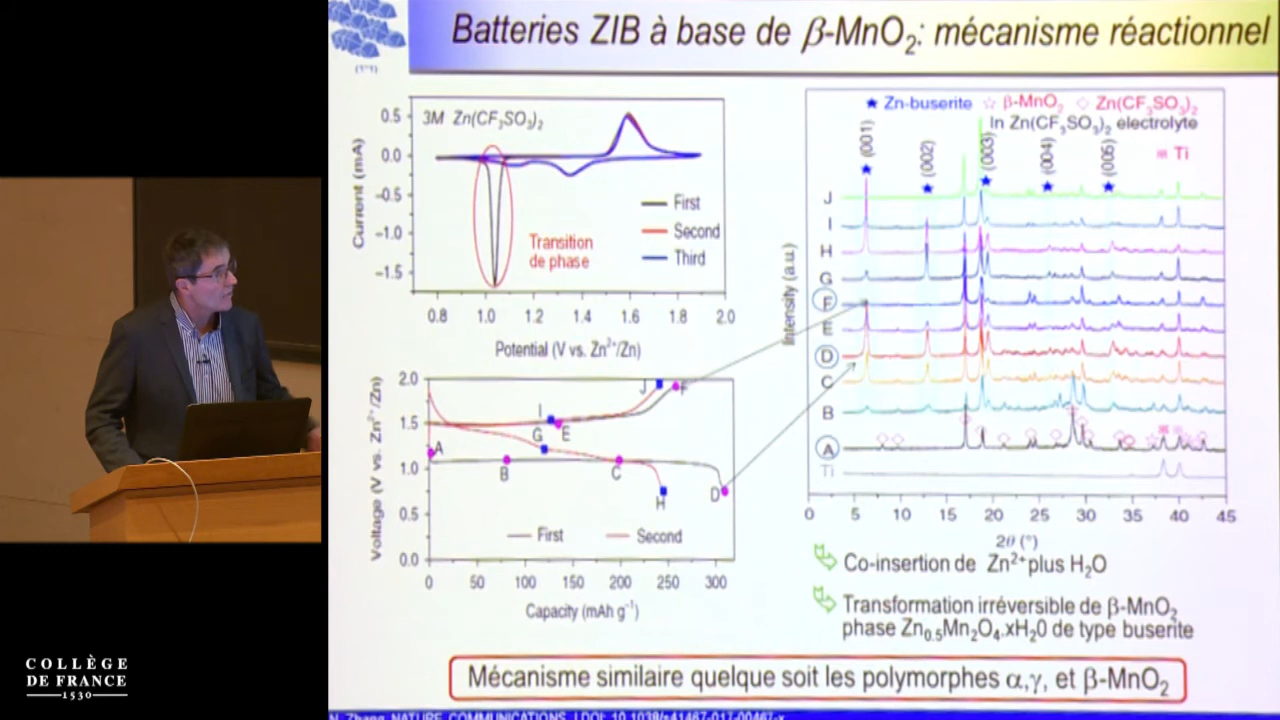 Batteries ZIB à base de β-MnO₂: mécanisme réactionnel
3M Zn(CF₃SO₃)₂
Current (mA)
0.5
0.0
−0.5
−1.0
−1.5
Transition
de phase
First
Second
Third
0.8 1.0 1.2 1.4 1.6 1.8 2.0
Potential (V vs. Zn²⁺/Zn)
Voltage (V vs. Zn²⁺/Zn)
2.0
1.5
1.0
0.5
0.0
A B C D E F G H I J
First Second
0 50 100 150 200 250 300
Capacity (mAh g⁻¹)
★ Zn-buserite ☆ β-MnO₂ ◇ Zn(CF₃SO₃)₂
In Zn(CF₃SO₃)₂ electrolyte
Ti
(001) (002) (003) (004) (005)
Intensity (a.u.)
J
I
H
G
F
E
D
C
B
A
Ti
0 5 10 15 20 25 30 35 40 45
2θ (°)
Co-insertion de Zn²⁺plus H₂O
Transformation irréversible de β-MnO₂
phase Zn₀.₅Mn₂O₄.xH₂0 de type buserite
Mécanisme similaire quelque soit les polymorphes α,γ, et β-MnO₂
COLLÈGE
DE FRANCE
1530